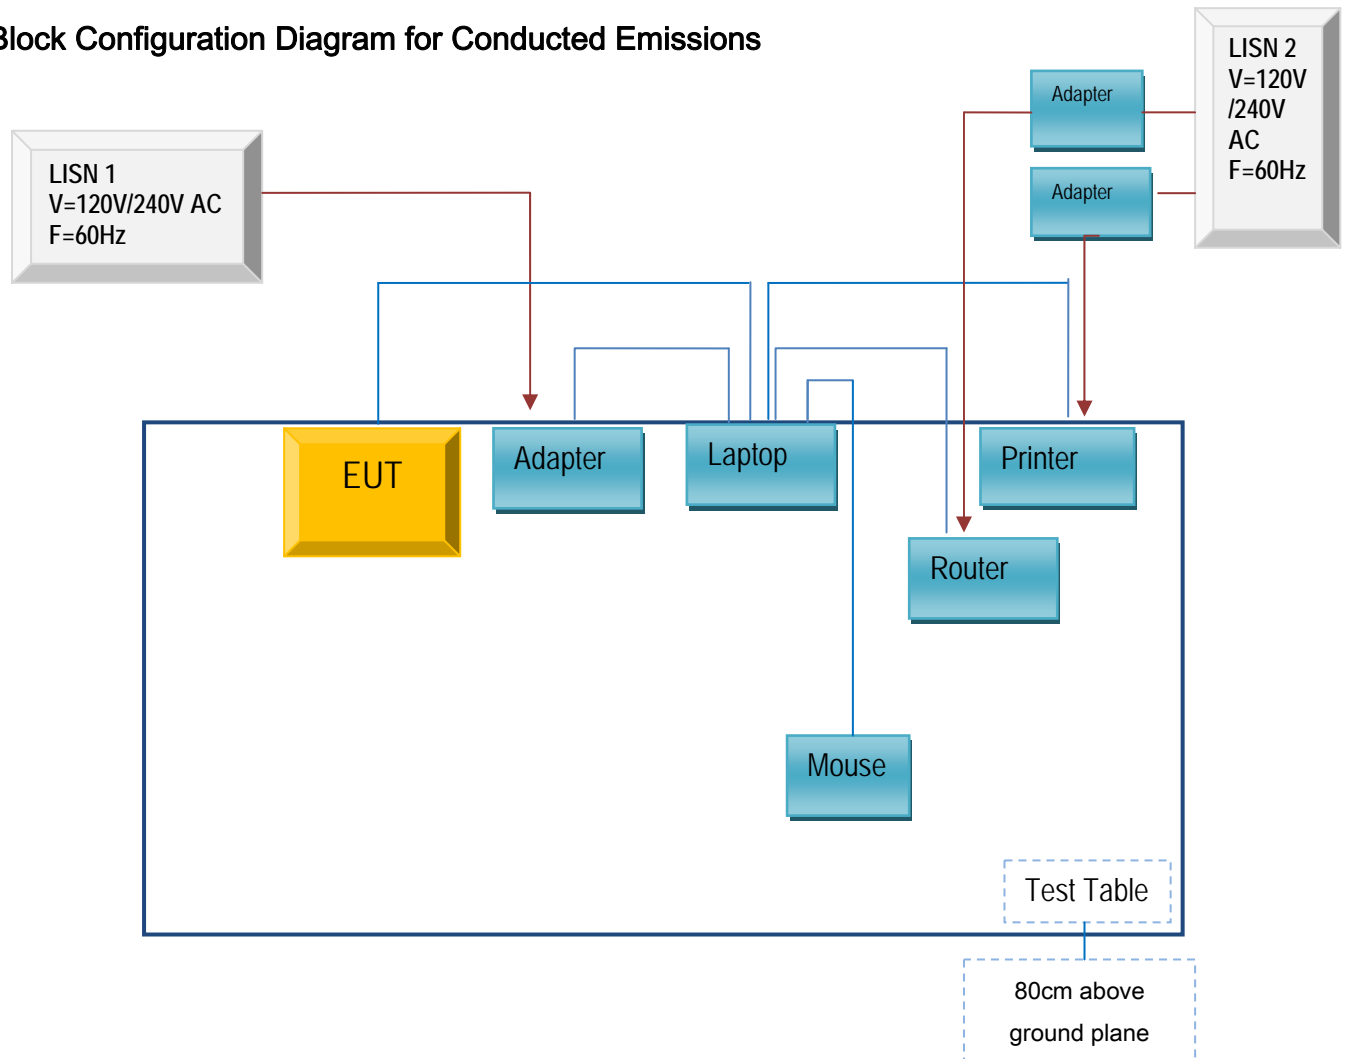 Block Configuration Diagram for Conducted Emissions
LISN 2
V=120V
/240V
AC
F=60Hz
Adapter
Adapter
LISN 1
V=120V/240V AC
F=60Hz
EUT
Adapter
Laptop
Printer
Router
Mouse
Test Table
80cm above
ground plane